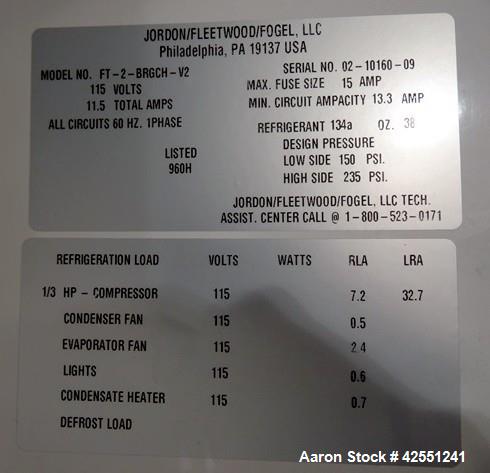 JORDON/FLEETWOOD/FOGEL, LLC
Philadelphia, PA 19137 USA
MODEL NO. FT-2-BRGCH-V2 SERIAL NO. 02-10160-09
115 VOLTS MAX. FUSE SIZE 15 AMP
11.5 TOTAL AMPS MIN. CIRCUIT AMPACITY 13.3 AMP
ALL CIRCUITS 60 HZ. 1PHASE REFRIGERANT 134a OZ. 38
DESIGN PRESSURE
LISTED LOW SIDE 150 PSI.
960H HIGH SIDE 235 PSI.
JORDON/FLEETWOOD/FOGEL, LLC TECH.
ASSIST. CENTER CALL @ 1-800-523-0171
REFRIGERATION LOAD VOLTS WATTS RLA LRA
1/3 HP - COMPRESSOR 115 7.2 32.7
CONDENSER FAN 115 0.5
EVAPORATOR FAN 115 2.4
LIGHTS 115 0.6
CONDENSATE HEATER 115 0.7
DEFROST LOAD
Aaron Stock # 42551241